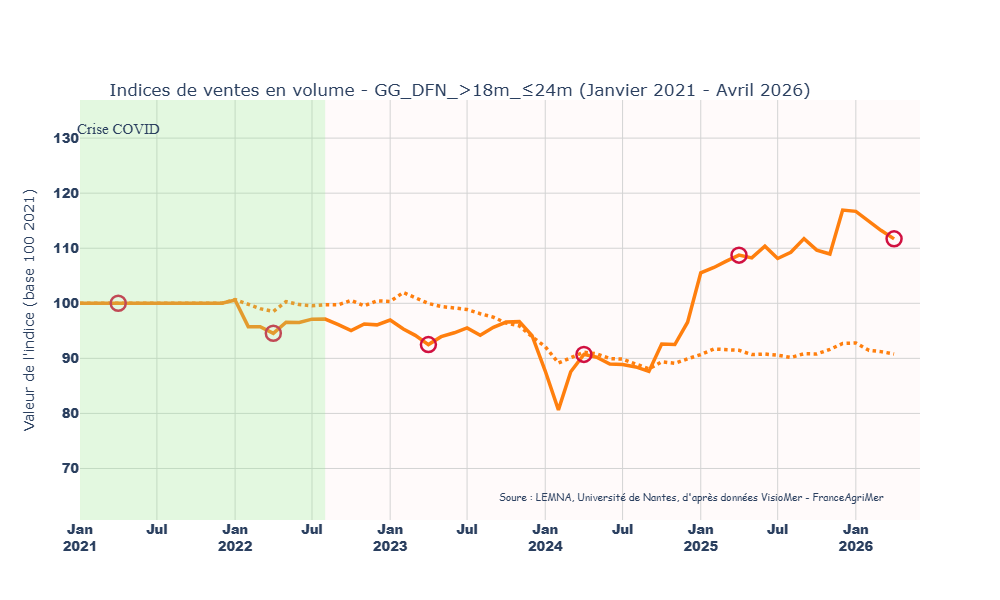 Indices de ventes en volume - GG_DFN_>18m_≤24m (Janvier 2021 - Avril 2026)
Crise COVID
Valeur de l'indice (base 100 2021)
130
120
110
100
90
80
70
Soure : LEMNA, Université de Nantes, d'après données VisioMer - FranceAgriMer
Jan Jul Jan Jul Jan Jul Jan Jul Jan Jul Jan
2021 2022 2023 2024 2025 2026